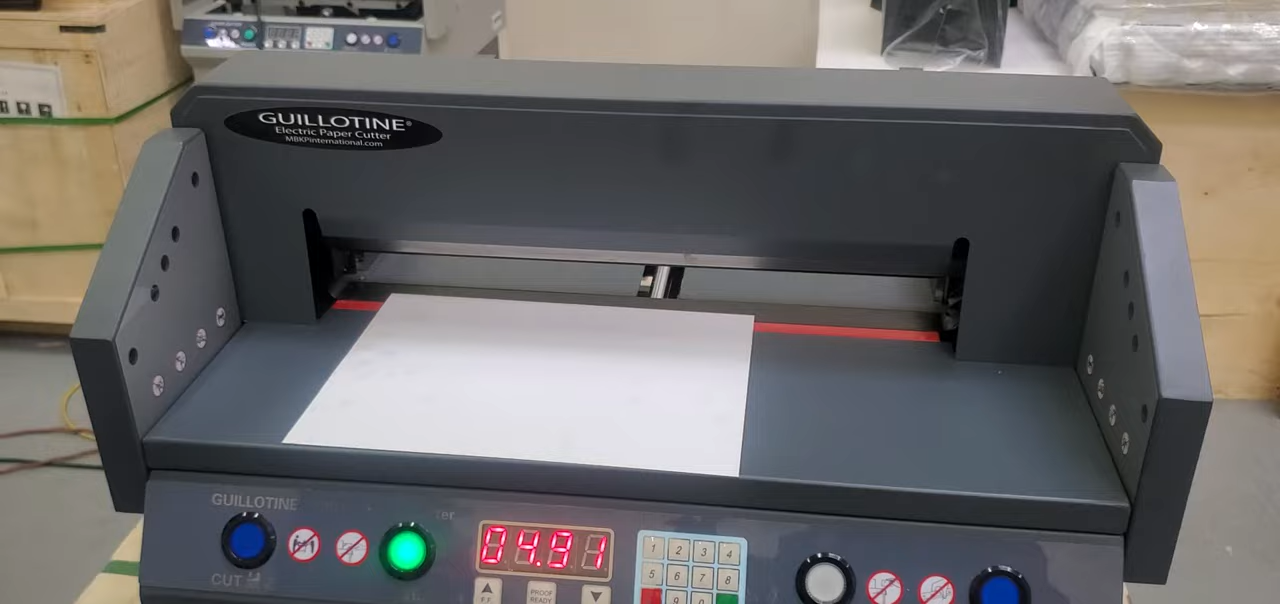 GUILLOTINE®
Electric Paper Cutter
MBKPinternational.com
GUILLOTINE
CUT
04.91
1 2 3 4
5 6 7 8
PROOF
READY